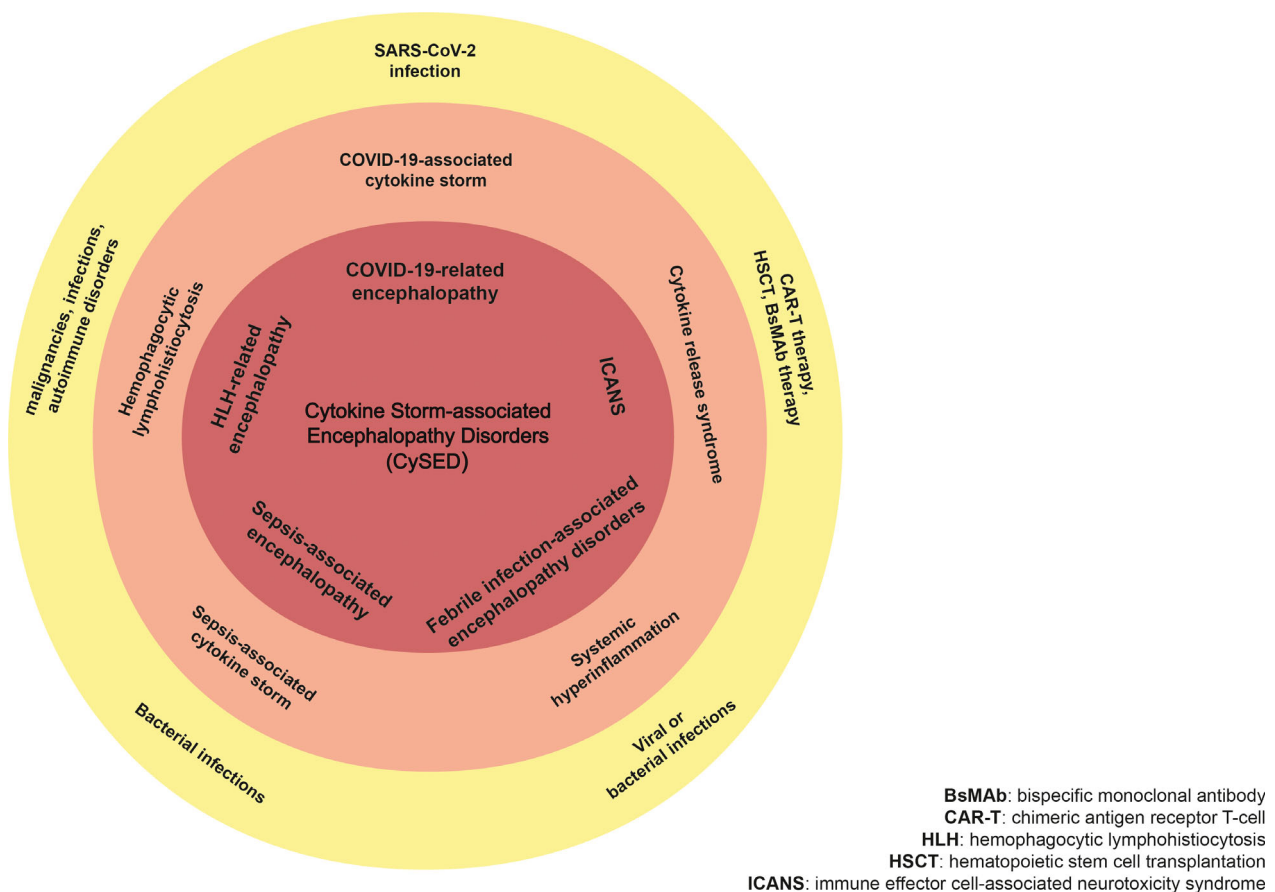 SARS-CoV-2
infection
COVID-19-associated
cytokine storm
COVID-19-related
encephalopathy
malignancies, infections,
autoimmune disorders
Hemophagocytic
lymphohistiocytosis
HLH-related
encephalopathy
ICANS
Cytokine release syndrome
CAR-T therapy,
HSCT, BsMAb therapy
Cytokine Storm-associated
Encephalopathy Disorders
(CySED)
Sepsis-associated
encephalopathy
Febrile infection-associated
encephalopathy disorders
Sepsis-associated
cytokine storm
Systemic
hyperinflammation
Bacterial infections
Viral or
bacterial infections
BsMAb: bispecific monoclonal antibody
CAR-T: chimeric antigen receptor T-cell
HLH: hemophagocytic lymphohistiocytosis
HSCT: hematopoietic stem cell transplantation
ICANS: immune effector cell-associated neurotoxicity syndrome